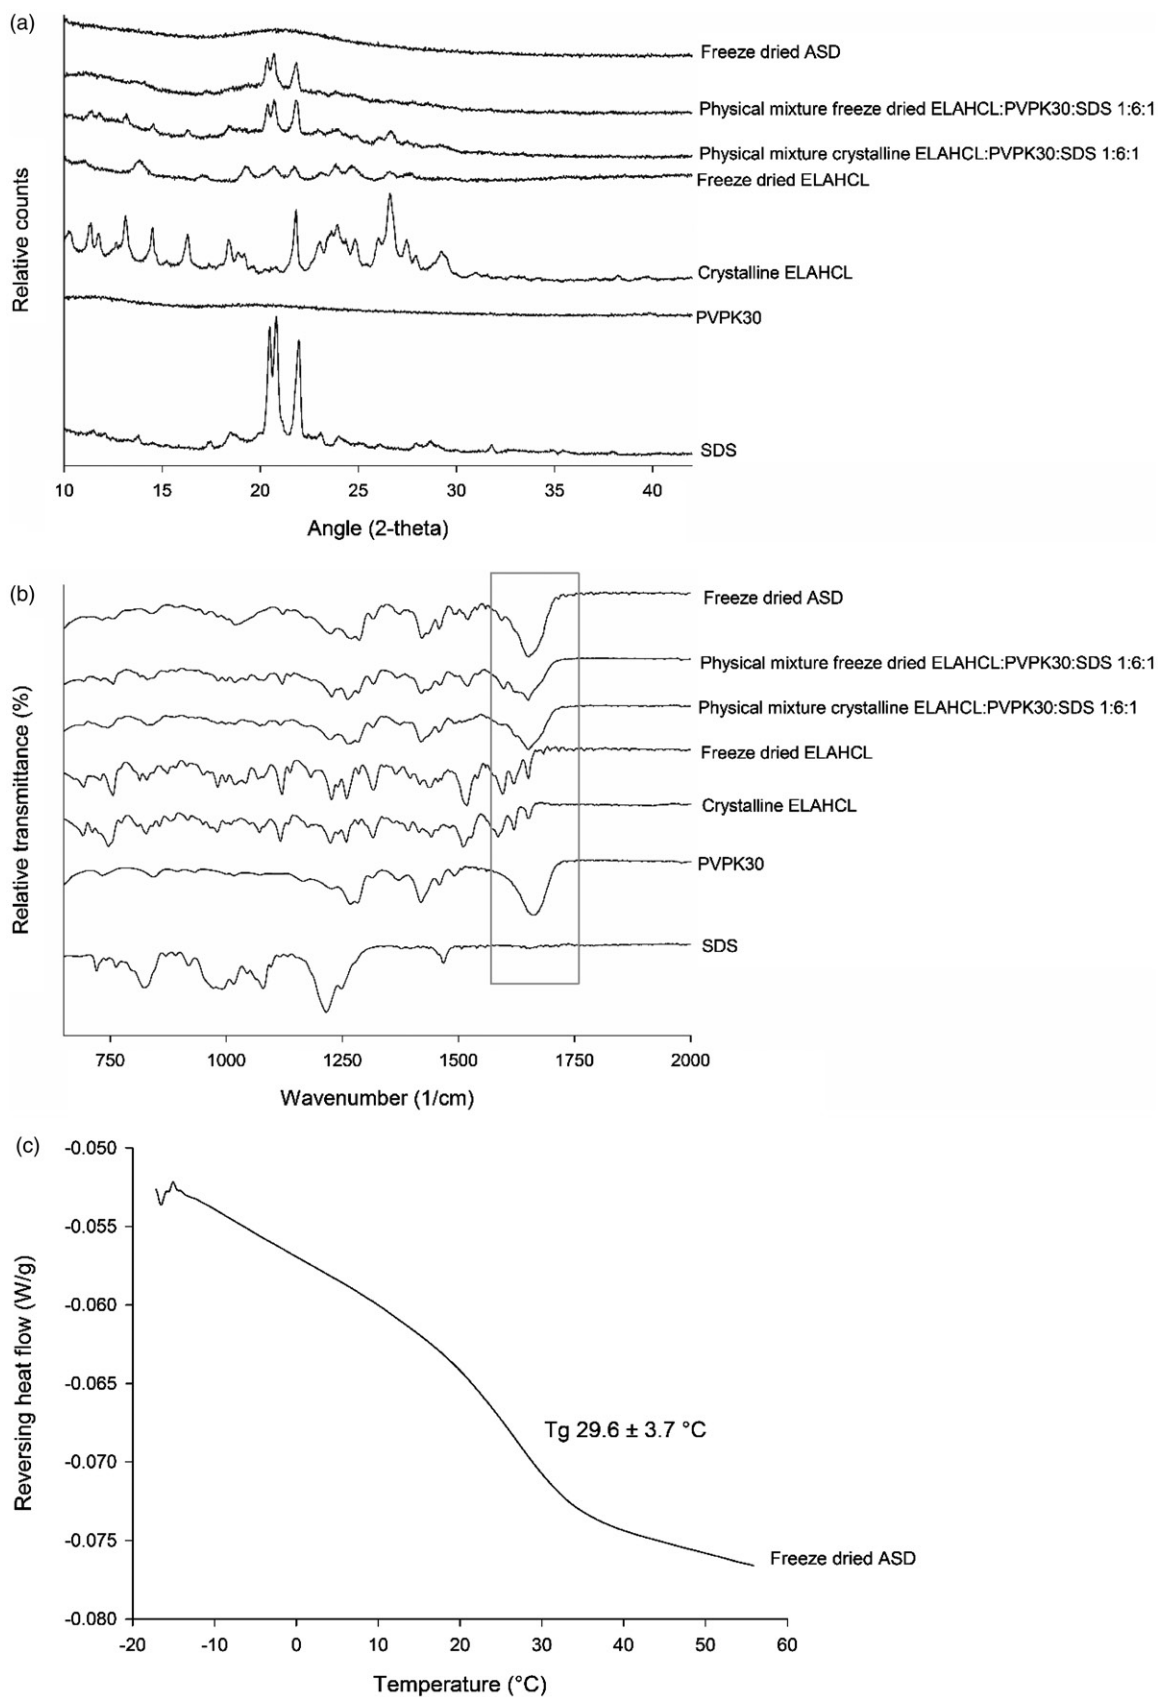 (a)
Relative counts
Freeze dried ASD
Physical mixture freeze dried ELAHCL:PVPK30:SDS 1:6:1
Physical mixture crystalline ELAHCL:PVPK30:SDS 1:6:1
Freeze dried ELAHCL
Crystalline ELAHCL
PVPK30
SDS
10 15 20 25 30 35 40
Angle (2-theta)
(b)
Relative transmittance (%)
Freeze dried ASD
Physical mixture freeze dried ELAHCL:PVPK30:SDS 1:6:1
Physical mixture crystalline ELAHCL:PVPK30:SDS 1:6:1
Freeze dried ELAHCL
Crystalline ELAHCL
PVPK30
SDS
750 1000 1250 1500 1750 2000
Wavenumber (1/cm)
(c)
Reversing heat flow (W/g)
-0.050
-0.055
-0.060
-0.065
-0.070
-0.075
-0.080
Tg 29.6 ± 3.7 °C
Freeze dried ASD
-20 -10 0 10 20 30 40 50 60
Temperature (°C)